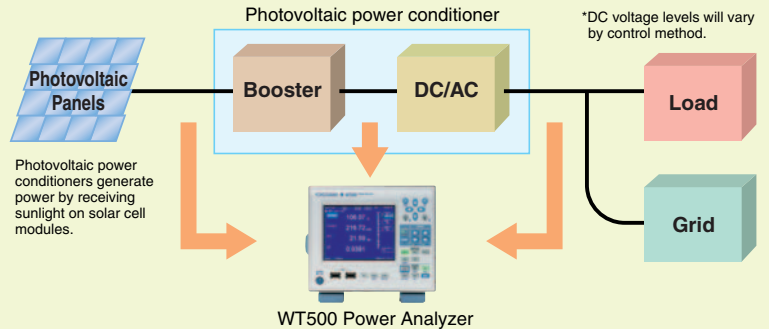 Photovoltaic power conditioner
*DC voltage levels will vary
by control method.
Photovoltaic
Panels
Booster
DC/AC
Load
Photovoltaic power
conditioners generate
power by receiving
sunlight on solar cell
modules.
Grid
WT500 Power Analyzer